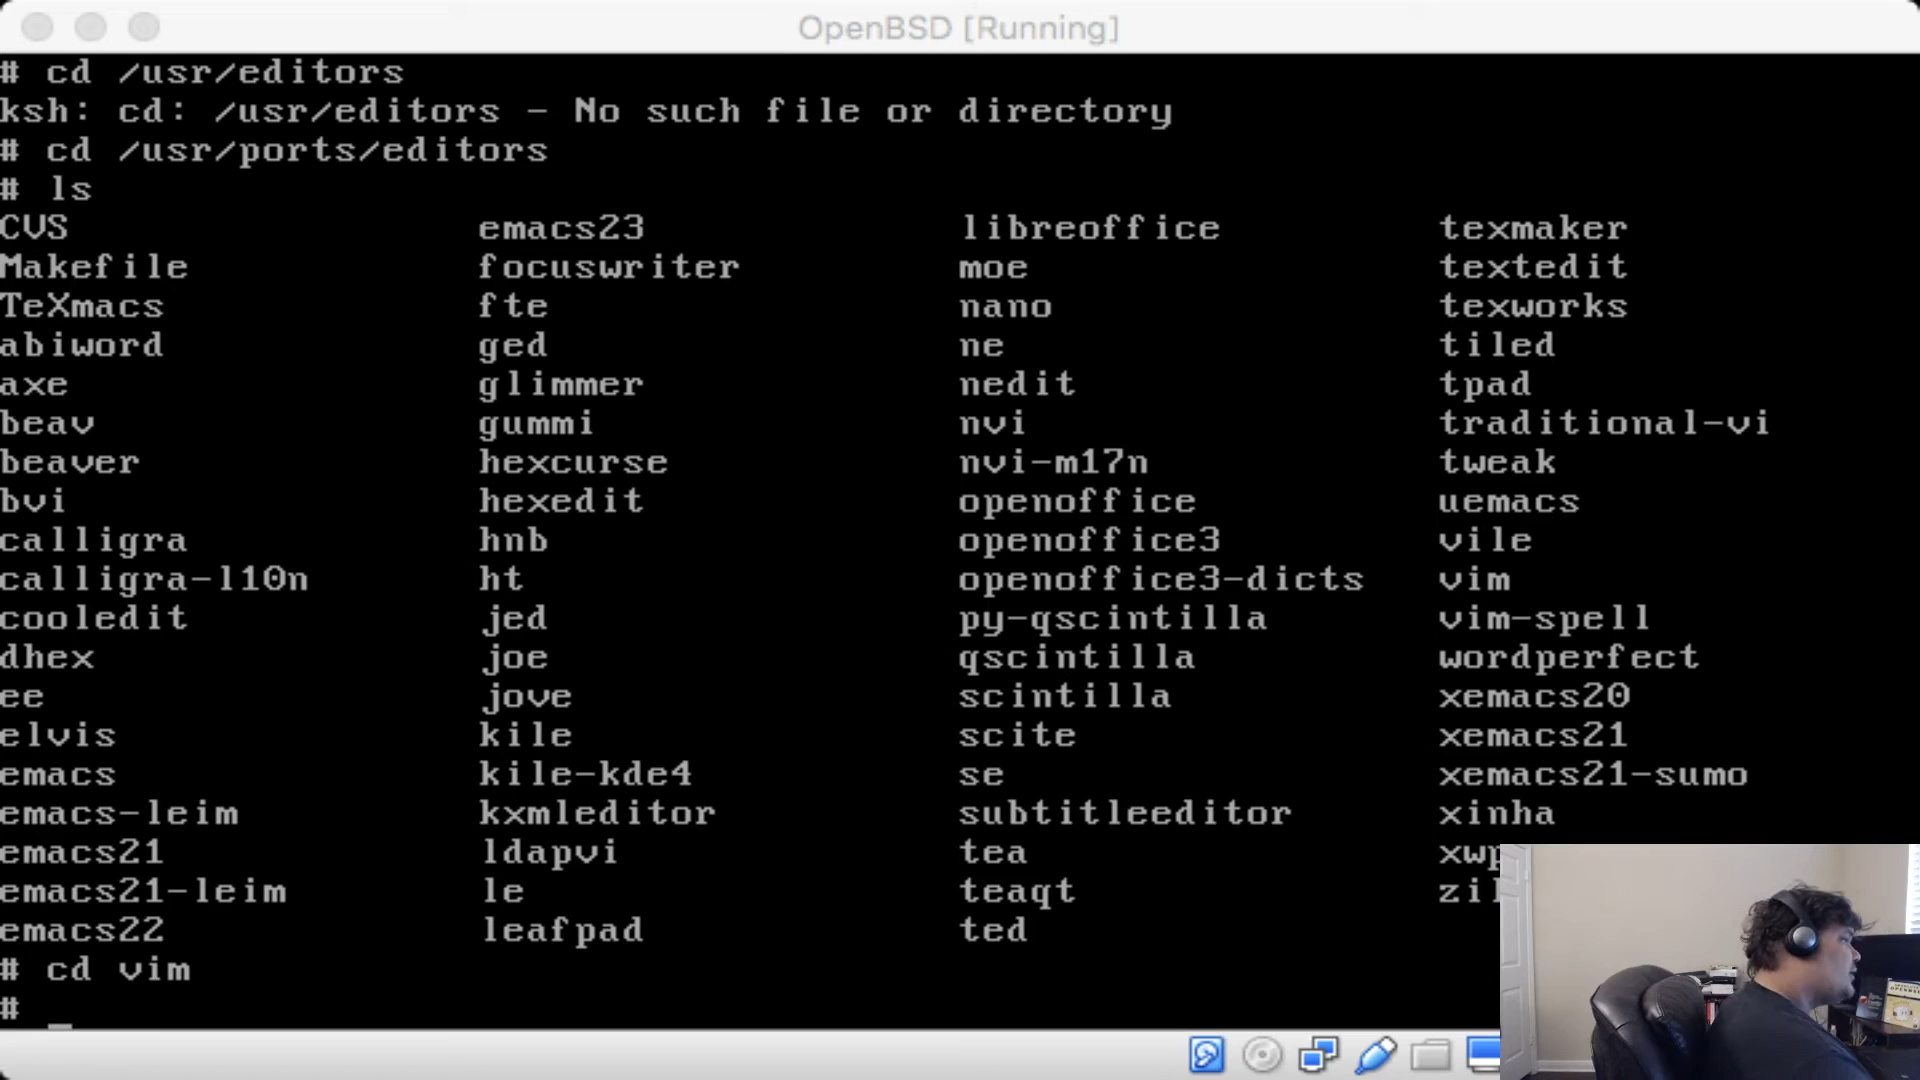 OpenBSD [Running]
# cd /usr/editors
ksh: cd: /usr/editors - No such file or directory
# cd /usr/ports/editors
# ls
CVS emacs23 libreoffice texmaker
Makefile focuswriter moe textedit
TeXmacs fte nano texworks
abiword ged ne tiled
axe glimmer nedit tpad
beav gummi nvi traditional-vi
beaver hexcurse nvi-m17n tweak
bvi hexedit openoffice uemacs
calligra hnb openoffice3 vile
calligra-l10n ht openoffice3-dicts vim
cooledit jed py-qscintilla vim-spell
dhex joe qscintilla wordperfect
ee jove scintilla xemacs20
elvis kile scite xemacs21
emacs kile-kde4 se xemacs21-sumo
emacs-leim kxmleditor subtitleeditor xinha
emacs21 ldapvi tea
emacs21-leim le teaqt
emacs22 leafpad ted
# cd vim
#